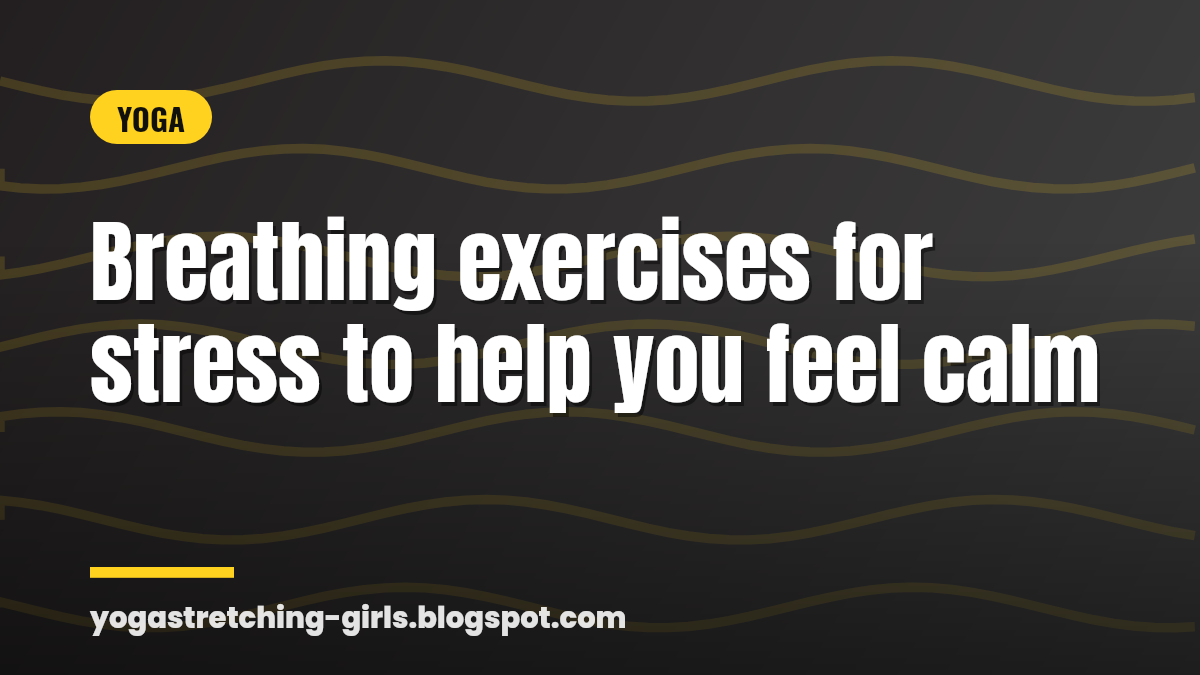 YOGA
Breathing exercises for
stress to help you feel calm
yogastretching-girls.blogspot.com